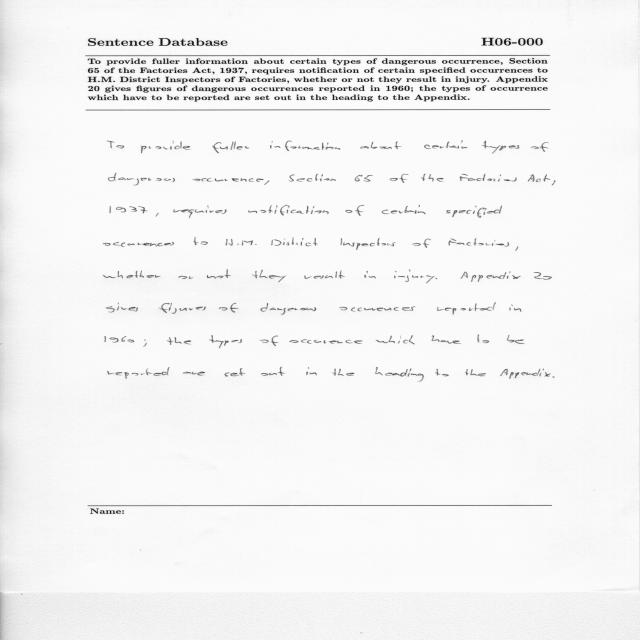 Sentence Database H06-000
To provide fuller information about certain types of dangerous occurrence, Section
65 of the Factories Act, 1937, requires notification of certain specified occurrences to
H.M. District Inspectors of Factories, whether or not they result in injury. Appendix
20 gives figures of dangerous occurrences reported in 1960; the types of occurrence
which have to be reported are set out in the heading to the Appendix.
To provide fuller information about certain types of
dangerous occurence, Section 65 of the Factories Act,
1937, requires notification of certain specified
occurences to H.M. District Inspectors of Factories,
whether or not they result in injury. Appendix 20
gives figures of dangerous occurences reported in
1960; the types of occurence which have to be
reported are set out in the heading to the Appendix.
Name: